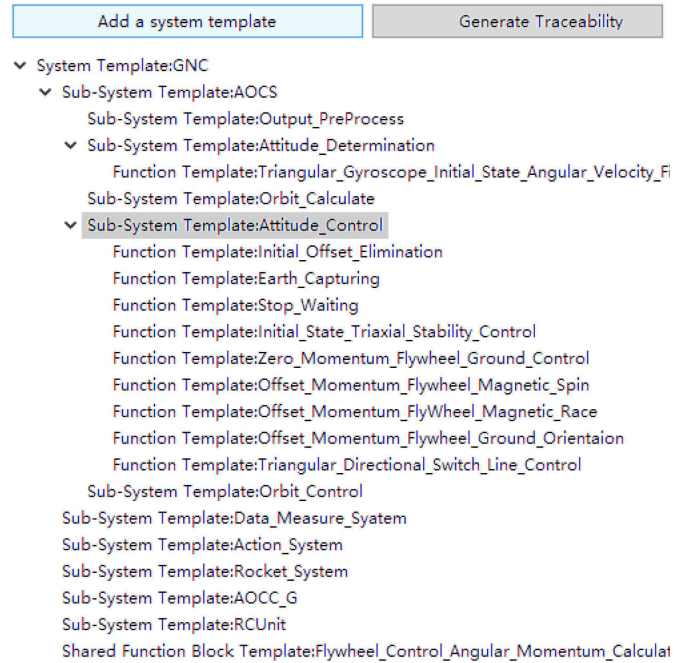 Add a system template
Generate Traceability
System Template:GNC
Sub-System Template:AOCS
Sub-System Template:Output_PreProcess
Sub-System Template:Attitude_Determination
Function Template:Triangular_Gyroscope_Initial_State_Angular_Velocity_Fi
Sub-System Template:Orbit_Calculate
Sub-System Template:Attitude_Control
Function Template:Initial_Offset_Elimination
Function Template:Earth_Capturing
Function Template:Stop_Waiting
Function Template:Initial_State_Triaxial_Stability_Control
Function Template:Zero_Momentum_Flywheel_Ground_Control
Function Template:Offset_Momentum_Flywheel_Magnetic_Spin
Function Template:Offset_Momentum_FlyWheel_Magnetic_Race
Function Template:Offset_Momentum_Flywheel_Ground_Orientaion
Function Template:Triangular_Directional_Switch_Line_Control
Sub-System Template:Orbit_Control
Sub-System Template:Data_Measure_Syatem
Sub-System Template:Action_System
Sub-System Template:Rocket_System
Sub-System Template:AOCC_G
Sub-System Template:RCUnit
Shared Function Block Template:Flywheel_Control_Angular_Momentum_Calculat